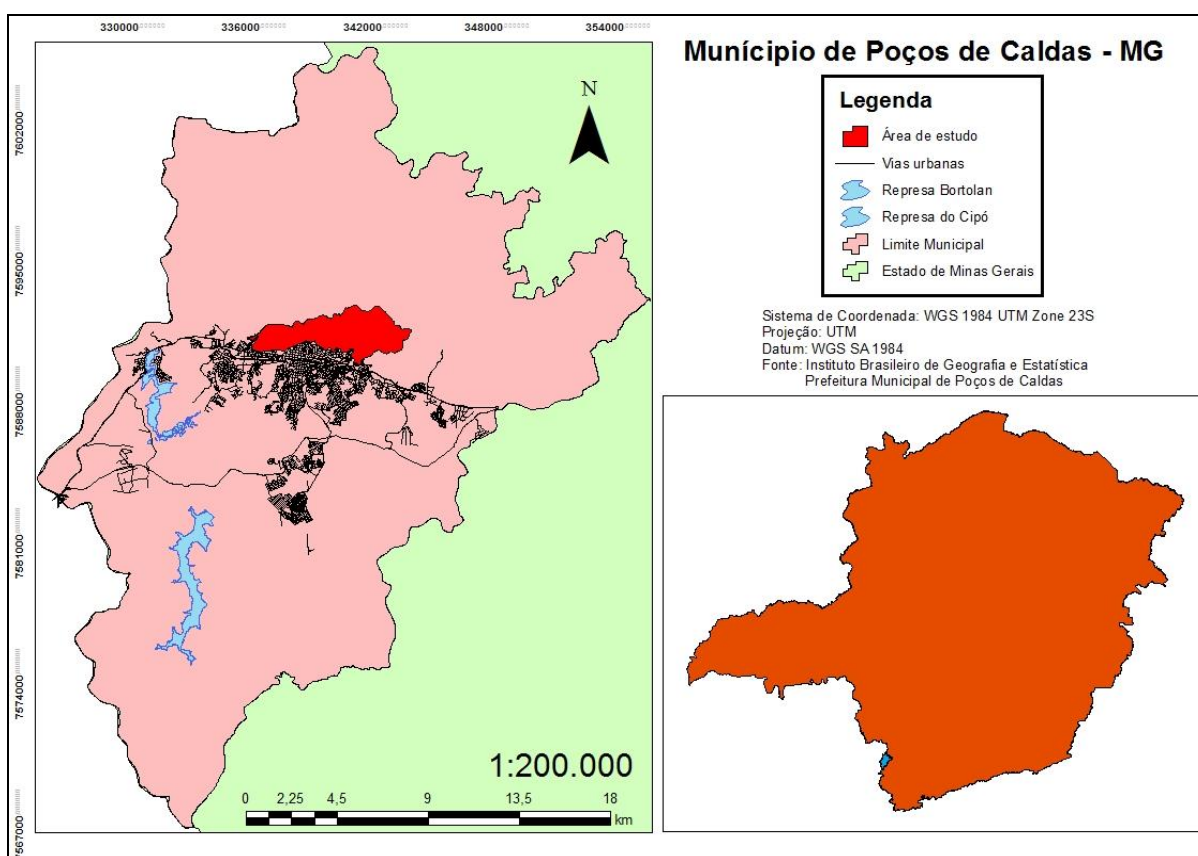 330000
336000
342000
348000
354000
Munícipio de Poços de Caldas - MG
N
Legenda
Área de estudo
Vias urbanas
Represa Bortolan
Represa do Cipó
Limite Municipal
Estado de Minas Gerais
Sistema de Coordenada: WGS 1984 UTM Zone 23S
Projeção: UTM
Datum: WGS SA 1984
Fonte: Instituto Brasileiro de Geografia e Estatística
Prefeitura Municipal de Poços de Caldas
7602000
7595000
7588000
7581000
7574000
7567000
1:200.000
0 2,25 4,5 9 13,5 18
km